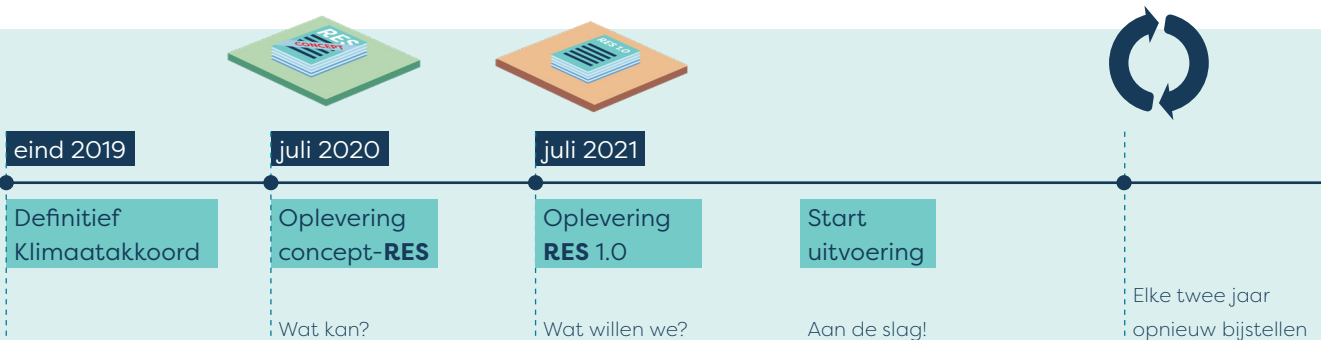 RES
CONCEPT
RES 1.0
eind 2019
juli 2020
juli 2021
Definitief
Klimaatakkoord
Oplevering
concept-RES
Oplevering
RES 1.0
Start
uitvoering
Wat kan?
Wat willen we?
Aan de slag!
Elke twee jaar
opnieuw bijstellen